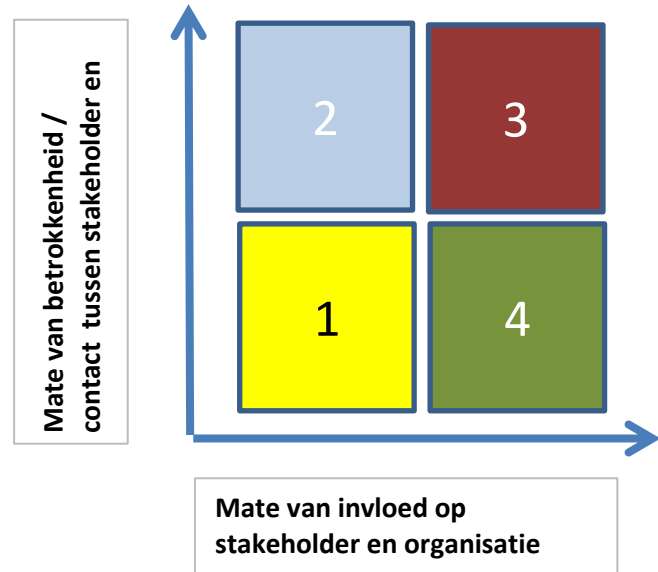 Mate van betrokkenheid /
contact tussen stakeholder en
2
3
1
4
Mate van invloed op
stakeholder en organisatie